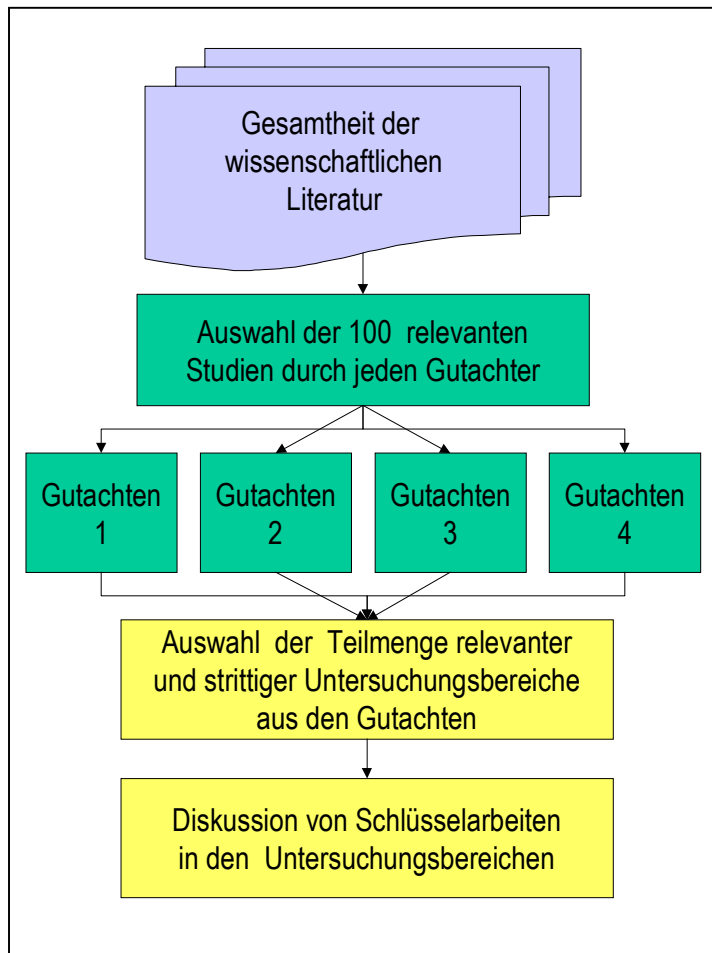 Gesamtheit der
wissenschaftlichen
Literatur
Auswahl der 100 relevanten
Studien durch jeden Gutachter
Gutachten
1
Gutachten
2
Gutachten
3
Gutachten
4
Auswahl der Teilmenge relevanter
und strittiger Untersuchungsbereiche
aus den Gutachten
Diskussion von Schlüsselarbeiten
in den Untersuchungsbereichen